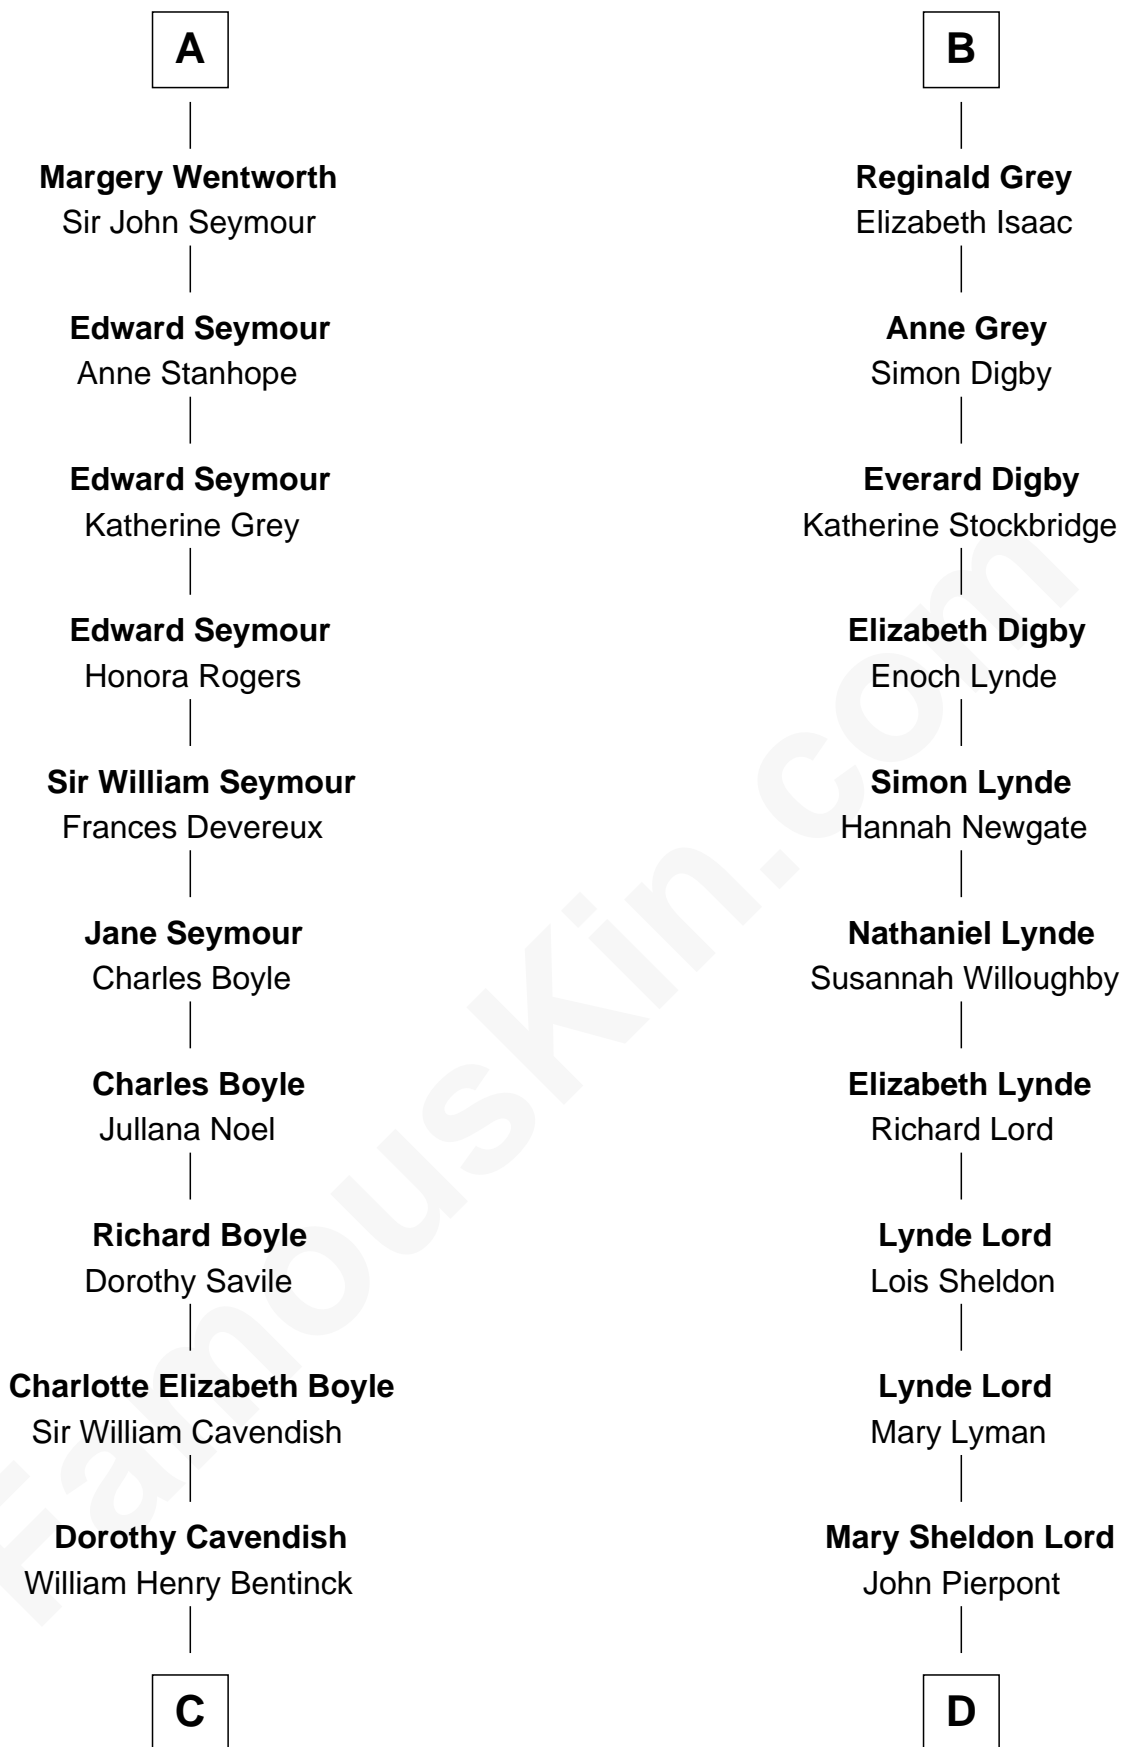 A
Margery Wentworth
Sir John Seymour
Edward Seymour
Anne Stanhope
Edward Seymour
Katherine Grey
Edward Seymour
Honora Rogers
Sir William Seymour
Frances Devereux
Jane Seymour
Charles Boyle
Charles Boyle
Jullana Noel
Richard Boyle
Dorothy Savile
Charlotte Elizabeth Boyle
Sir William Cavendish
Dorothy Cavendish
William Henry Bentinck
C
B
Reginald Grey
Elizabeth Isaac
Anne Grey
Simon Digby
Everard Digby
Katherine Stockbridge
Elizabeth Digby
Enoch Lynde
Simon Lynde
Hannah Newgate
Nathaniel Lynde
Susannah Willoughby
Elizabeth Lynde
Richard Lord
Lynde Lord
Lois Sheldon
Lynde Lord
Mary Lyman
Mary Sheldon Lord
John Pierpont
D
FamousKin.com